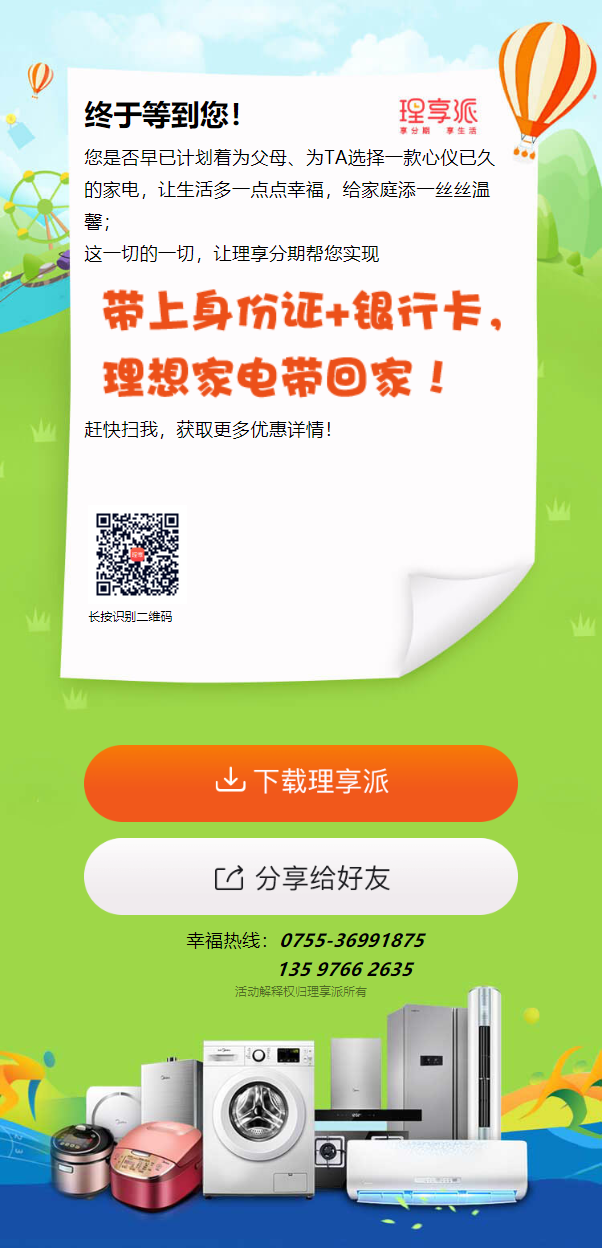 终于等到您！
理享派
享分期 享生活
您是否早已计划着为父母、为TA选择一款心仪已久
的家电，让生活多一点点幸福，给家庭添一丝丝温
馨；
这一切的一切，让理享分期帮您实现
带上身份证+银行卡，
理想家电带回家！
赶快扫我，获取更多优惠详情！
长按识别二维码
下载理享派
分享给好友
幸福热线：0755-36991875
135 9766 2635
活动解释权归理享派所有